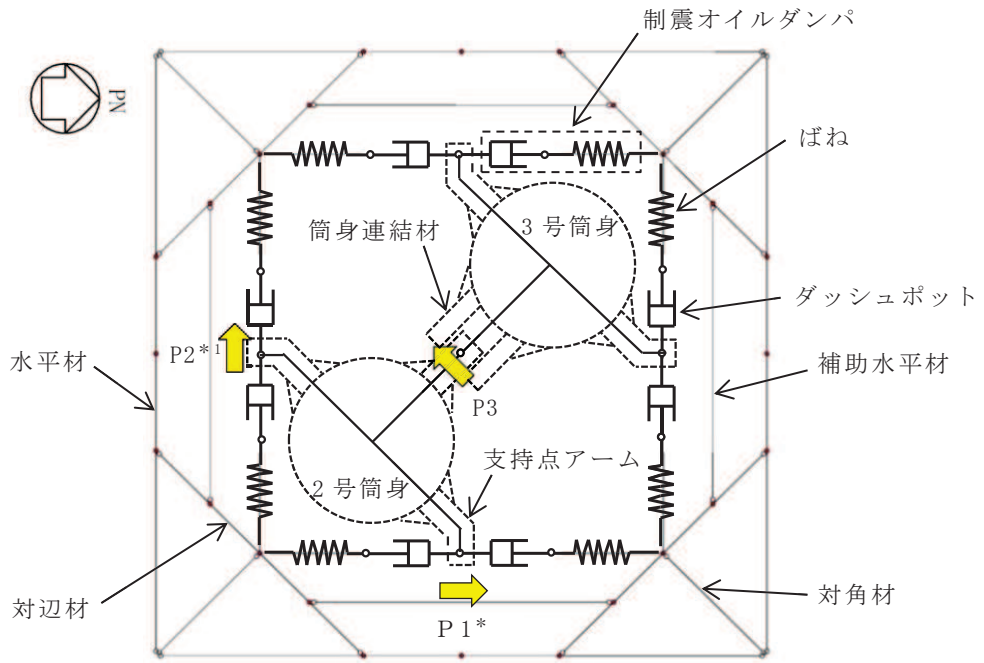 制震オイルダンパ
PN
ばね
3号筒身
筒身連結材
ダッシュポット
P2*1
水平材
補助水平材
P3
支持点アーム
2号筒身
対辺材
対角材
P1*